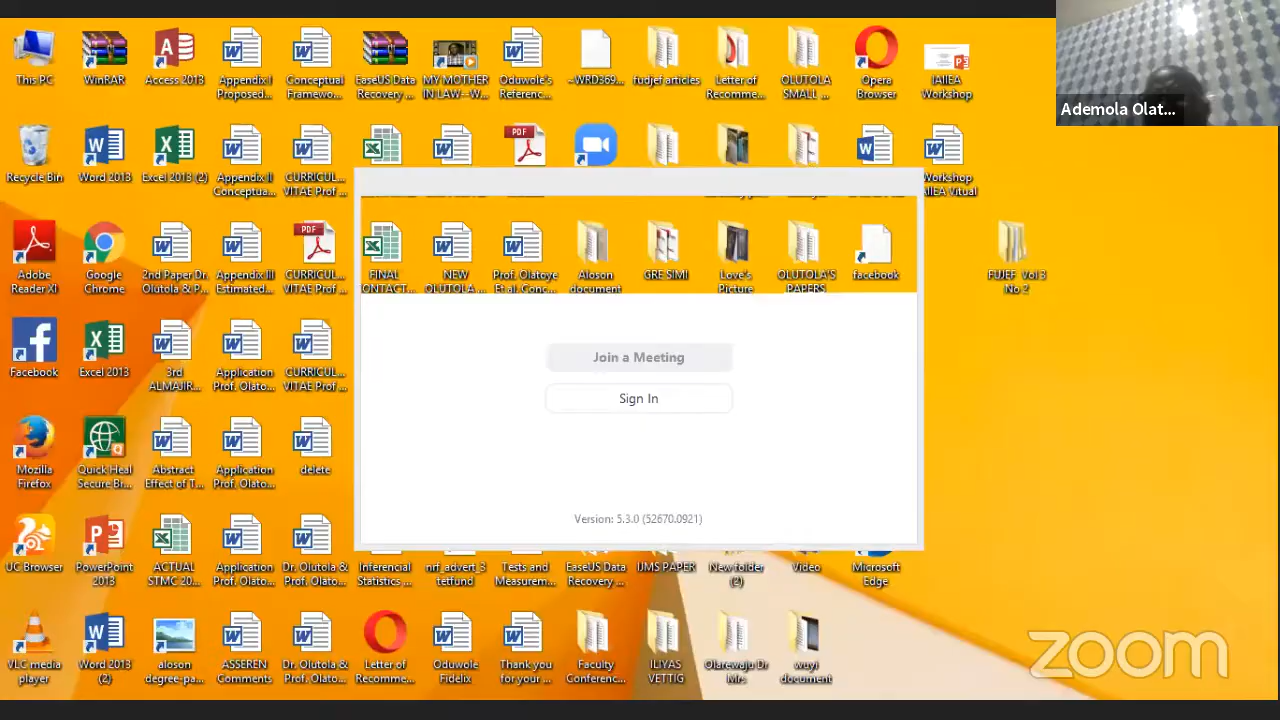 Ademola Olat...
This PC
WinRAR
Access 2013
Appendix I
Proposed...
Conceptual
Framewo...
EaseUS Data
Recovery ...
MY MOTHER
IN LAW--W...
Oduwole's
Referenc...
~WRD369...
fudjef articles
Letter of
Recomme...
OLUTOLA
SMALL ...
Opera
Browser
IAIIEA
Workshop
Recycle Bin
Word 2013
Excel 2013 (2)
Appendix II
Conceptua...
CURRICUL...
VITAE Prof ...
PDF
Workshop
IAIIEA Vitual
Adobe
Reader XI
Google
Chrome
2nd Paper Dr.
Olutola & P...
Appendix III
Estimated...
PDF
CURRICUL...
VITAE Prof ...
FINAL
CONTACT...
NEW
OLUTOLA ...
Prof. Olatoye
Et al. Conc...
Aloson
document
GRE SIMI
Love's
Picture
OLUTOLA'S
PAPERS
facebook
FUJEF Vol 3
No 2
Facebook
Excel 2013
3rd
ALMAJIR...
Application
Prof. Olato...
CURRICUL...
VITAE Prof ...
Join a Meeting
Sign In
Version: 5.3.0 (52670.0921)
Mozilla
Firefox
Quick Heal
Secure Br...
Abstract
Effect of T...
Application
Prof. Olato...
delete
UC Browser
PowerPoint
2013
ACTUAL
STMC 20...
Application
Prof. Olato...
Dr. Olutola &
Prof. Olato...
Inferencial
Statistics ...
nrf_advert_3
tetfund
Tests and
Measurem...
EaseUS Data
Recovery ...
UMS PAPER
New folder
(2)
Video
Microsoft
Edge
VLC media
player
Word 2013
(2)
aloson
degree-pa...
ASSEREN
Comments
Dr. Olutola &
Prof. Olato...
Letter of
Recomme...
Oduwole
Fidelix
Thank you
for your ...
Faculty
Conferenc...
ILIYAS
VETTIG
Olarewaju Dr
Mrs.
wuyi
document
zoom